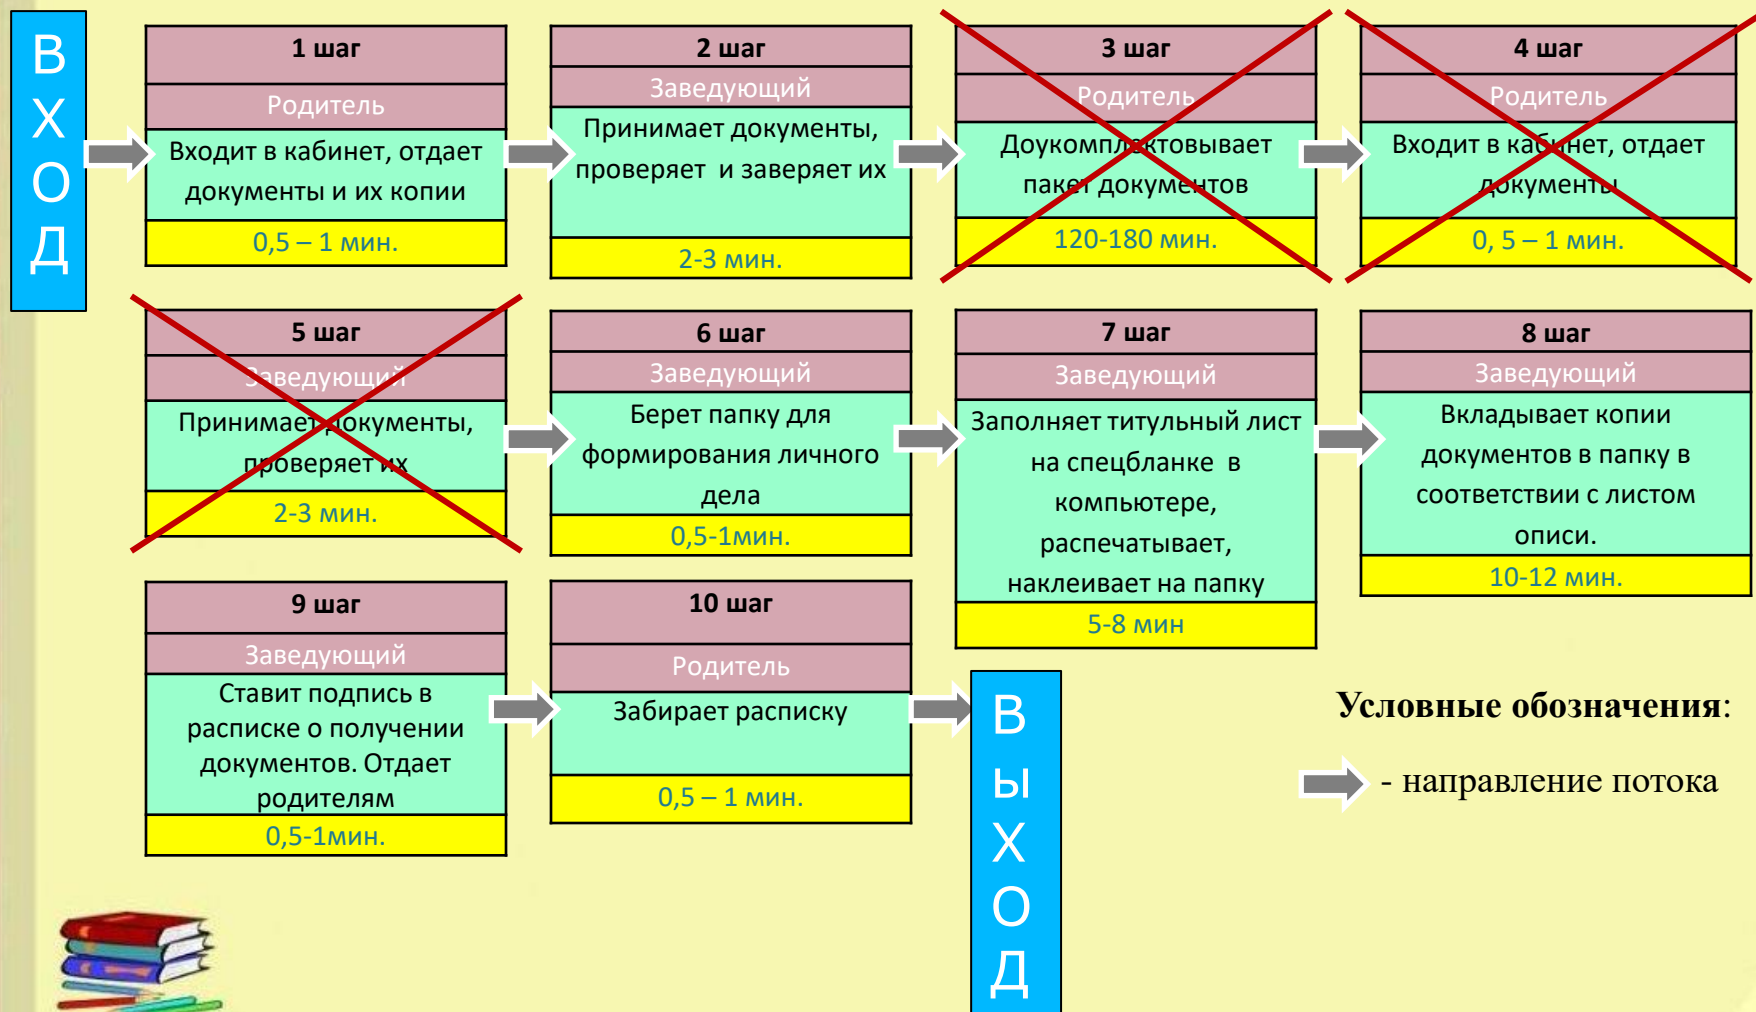 ВХОД
1 шаг
Родитель
Входит в кабинет, отдает
документы и их копии
0,5 – 1 мин.
2 шаг
Заведующий
Принимает документы,
проверяет и заверяет их
2-3 мин.
3 шаг
Родитель
Доукомплектовывает
пакет документов
120-180 мин.
4 шаг
Родитель
Входит в кабинет, отдает
документы
0, 5 – 1 мин.
5 шаг
Заведующий
Принимает документы,
проверяет их
2-3 мин.
6 шаг
Заведующий
Берет папку для
формирования личного
дела
0,5-1мин.
7 шаг
Заведующий
Заполняет титульный лист
на спецбланке в
компьютере,
распечатывает,
наклеивает на папку
5-8 мин
8 шаг
Заведующий
Вкладывает копии
документов в папку в
соответствии с листом
описи.
10-12 мин.
9 шаг
Заведующий
Ставит подпись в
расписке о получении
документов. Отдает
родителям
0,5-1мин.
10 шаг
Родитель
Забирает расписку
0,5 – 1 мин.
ВЫХОД
Условные обозначения:
- направление потока